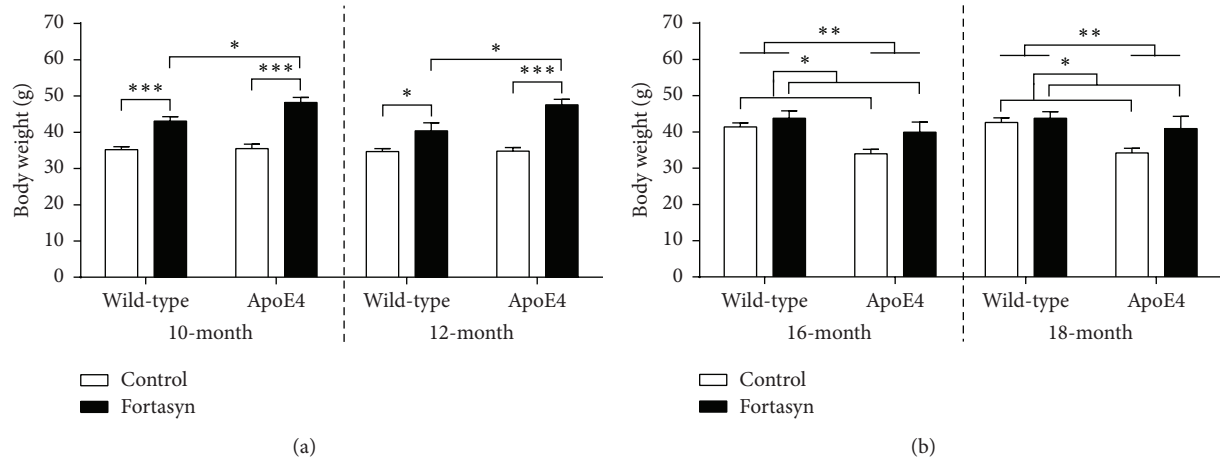 70
60
50
40
30
20
10
0
Body weight (g)
*
***
***
*
*
***
Wild-type ApoE4 Wild-type ApoE4
10-month 12-month
Control
Fortasyn
(a)
70
60
50
40
30
20
10
0
Body weight (g)
**
*
**
*
Wild-type ApoE4 Wild-type ApoE4
16-month 18-month
Control
Fortasyn
(b)